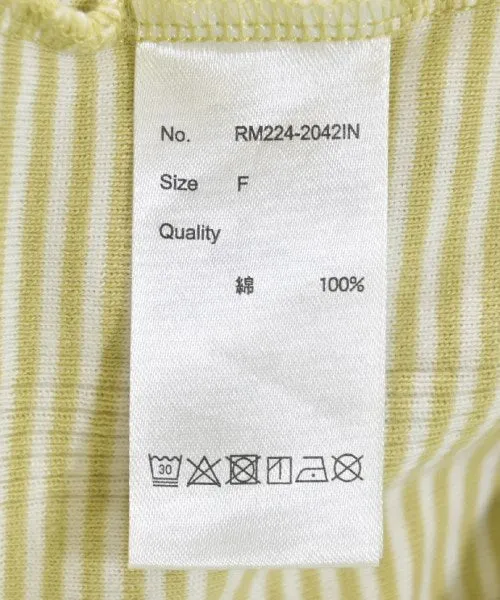 No. RM224-2042IN
Size F
Quality
綿 100%
30